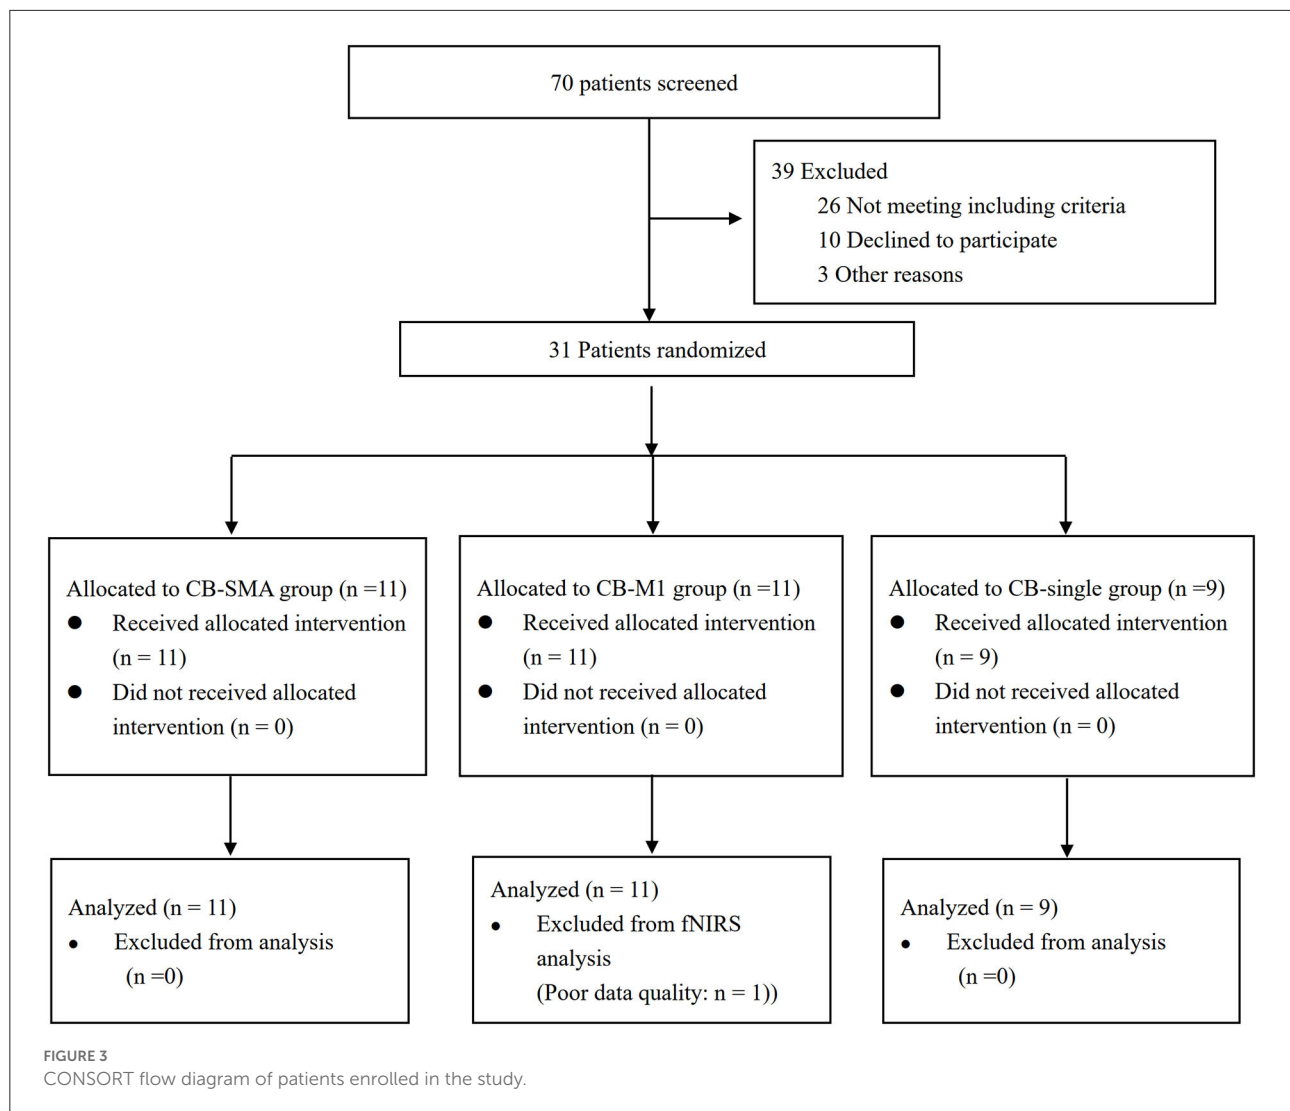 70 patients screened
39 Excluded
26 Not meeting including criteria
10 Declined to participate
3 Other reasons
31 Patients randomized
Allocated to CB-SMA group (n =11)
● Received allocated intervention
(n = 11)
● Did not received allocated
intervention (n = 0)
Allocated to CB-M1 group (n =11)
● Received allocated intervention
(n = 11)
● Did not received allocated
intervention (n = 0)
Allocated to CB-single group (n =9)
● Received allocated intervention
(n = 9)
● Did not received allocated
intervention (n = 0)
Analyzed (n = 11)
● Excluded from analysis
(n =0)
Analyzed (n = 11)
● Excluded from fNIRS
analysis
(Poor data quality: n = 1))
Analyzed (n = 9)
● Excluded from analysis
(n =0)
FIGURE 3
CONSORT flow diagram of patients enrolled in the study.